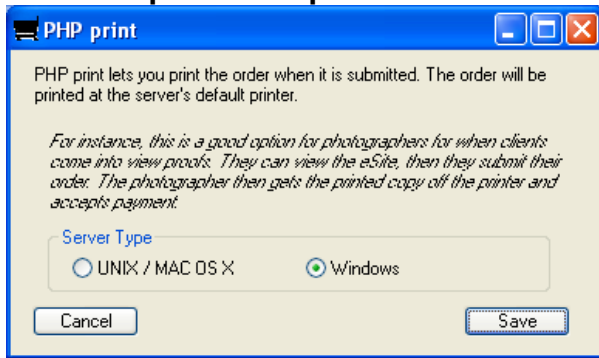 PHP print
PHP print lets you print the order when it is submitted. The order will be
printed at the server's default printer.
For instance, this is a good option for photographers for when clients
come into view proofs. They can view the eSite, then they submit their
order. The photographer then gets the printed copy off the printer and
accepts payment.
Server Type
UNIX / MAC OS X
Windows
Cancel
Save